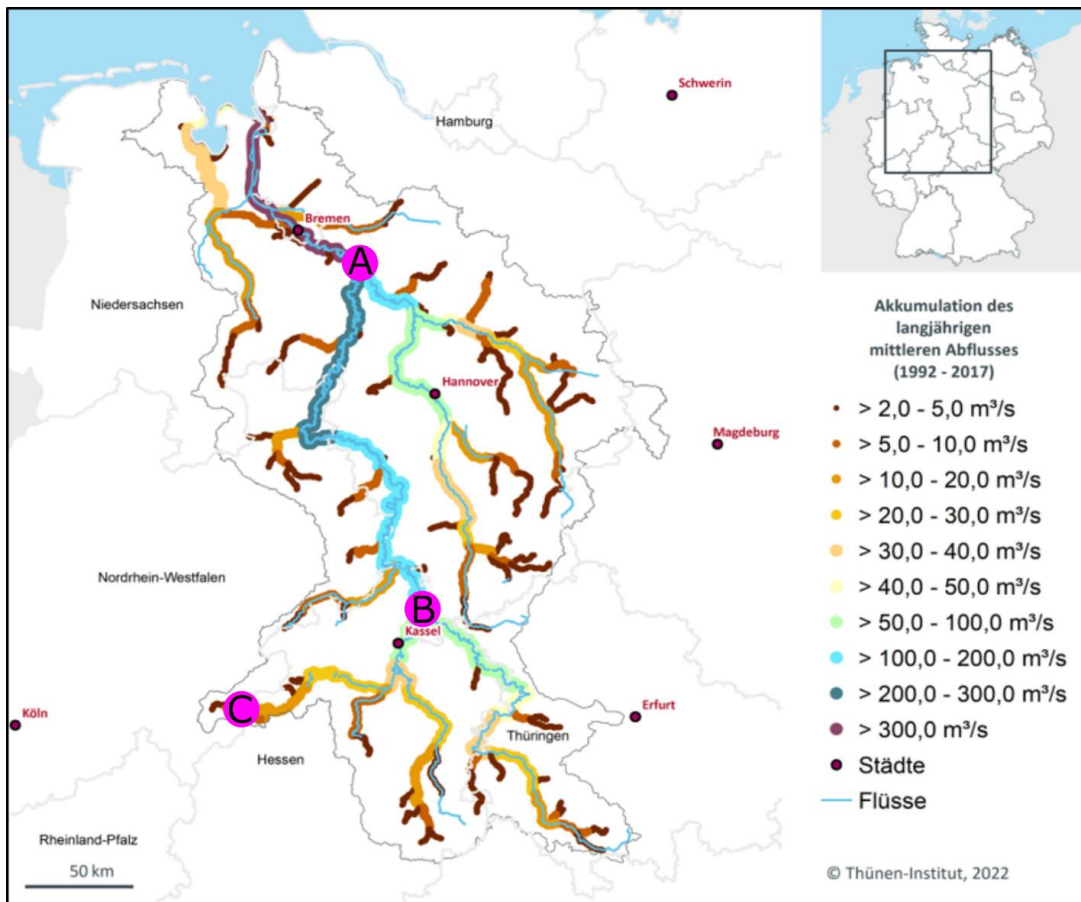 Schwerin
Hamburg
Bremen
A
Niedersachsen
Hannover
Magdeburg
Nordrhein-Westfalen
B
Kassel
C
Köln
Erfurt
Thüringen
Hessen
Rheinland-Pfalz
50 km
Akkumulation des
langjährigen
mittleren Abflusses
(1992 - 2017)
> 2,0 - 5,0 m³/s
> 5,0 - 10,0 m³/s
> 10,0 - 20,0 m³/s
> 20,0 - 30,0 m³/s
> 30,0 - 40,0 m³/s
> 40,0 - 50,0 m³/s
> 50,0 - 100,0 m³/s
> 100,0 - 200,0 m³/s
> 200,0 - 300,0 m³/s
> 300,0 m³/s
Städte
Flüsse
© Thünen-Institut, 2022